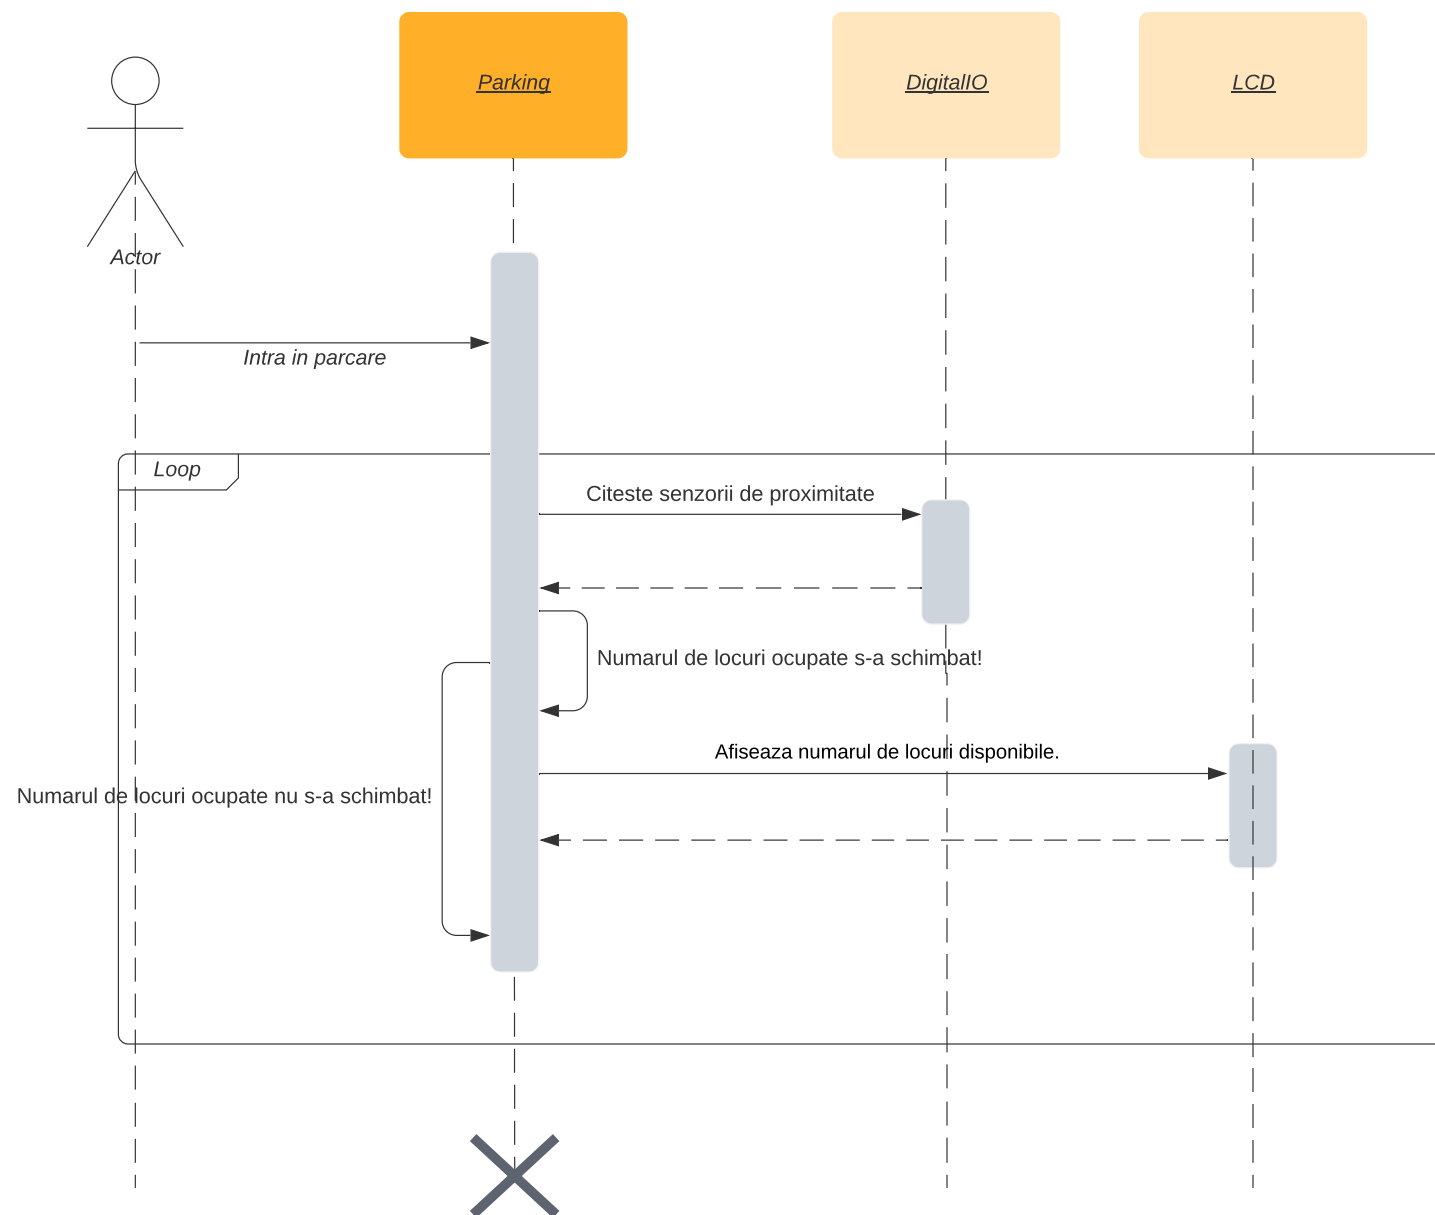 Parking
DigitalIO
LCD
Actor
Intra in parcare
Loop
Citeste senzorii de proximitate
Numarul de locuri ocupate s-a schimbat!
Afiseaza numarul de locuri disponibile.
Numarul de locuri ocupate nu s-a schimbat!